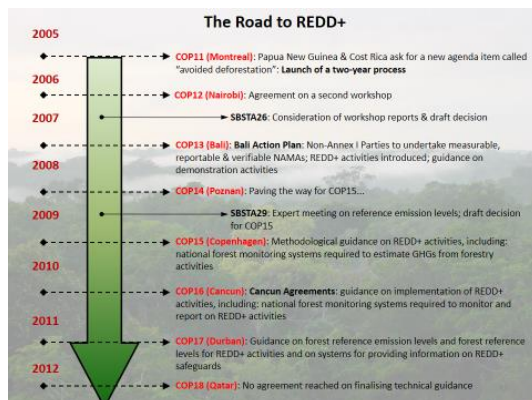 The Road to REDD+
2005
COP11 (Montreal): Papua New Guinea & Cost Rica ask for a new agenda item called
"avoided deforestation": Launch of a two-year process
2006
COP12 (Nairobi): Agreement on a second workshop
2007
SBSTA26: Consideration of workshop reports & draft decision
COP13 (Bali): Bali Action Plan: Non-Annex I Parties to undertake measurable,
reportable & verifiable NAMAs; REDD+ activities introduced; guidance on
demonstration activities
2008
COP14 (Poznan): Paving the way for COP15...
2009
SBSTA29: Expert meeting on reference emission levels; draft decision
for COP15
COP15 (Copenhagen): Methodological guidance on REDD+ activities, including:
national forest monitoring systems required to estimate GHGs from forestry
activities
2010
COP16 (Cancun): Cancun Agreements: guidance on implementation of REDD+
activities, including: national forest monitoring systems required to monitor and
report on REDD+ activities
2011
COP17 (Durban): Guidance on forest reference emission levels and forest reference
levels for REDD+ activities and on systems for providing information on REDD+
safeguards
2012
COP18 (Qatar): No agreement reached on finalising technical guidance